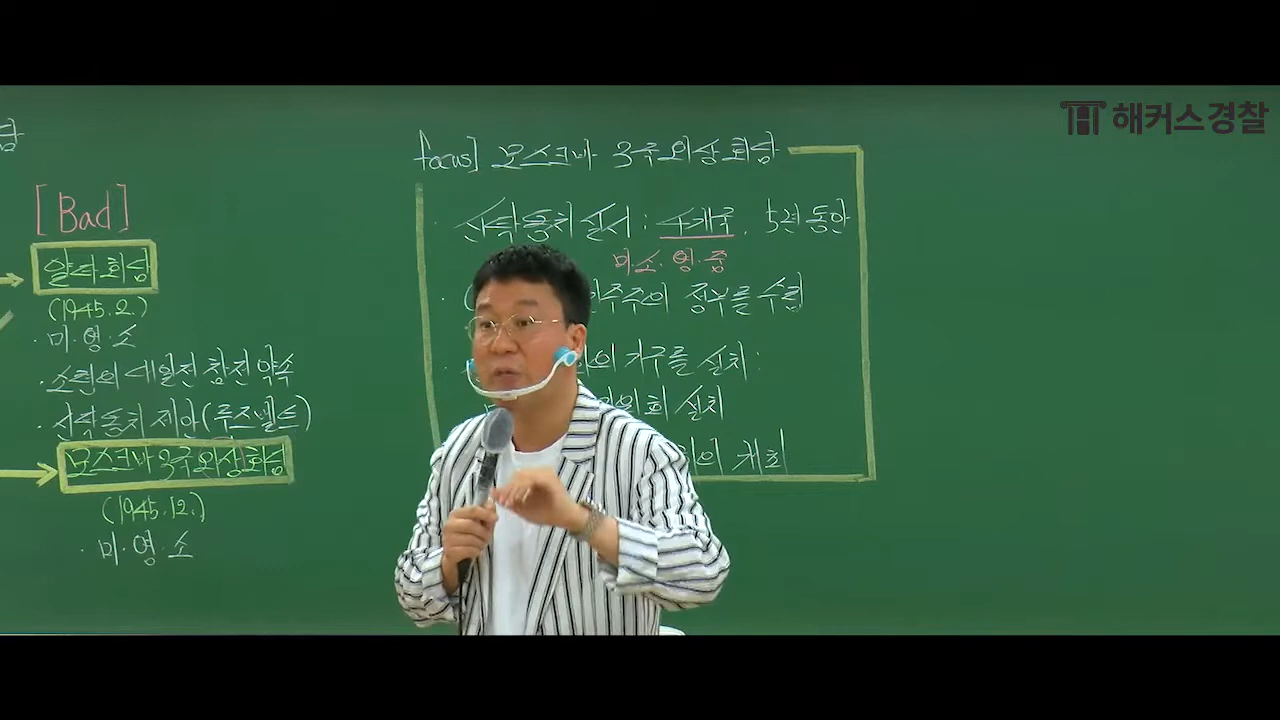 담
[Bad]
얄타회담
(1945.2.)
· 미·영·소
· 소련의 대일전 참전 약속
· 신탁통치 제안(루즈벨트)
모스크바 3국 외상 회담
(1945.12.)
· 미·영·소
focus] 모스크바 3국 외상 회담
· 신탁통치 실시 : 4개국, 5년 동안
미·소·영·중
· ( 민주주의 정부를 수립
· 의 기구를 설치 :
위원회 설치
회의 개최
해커스경찰